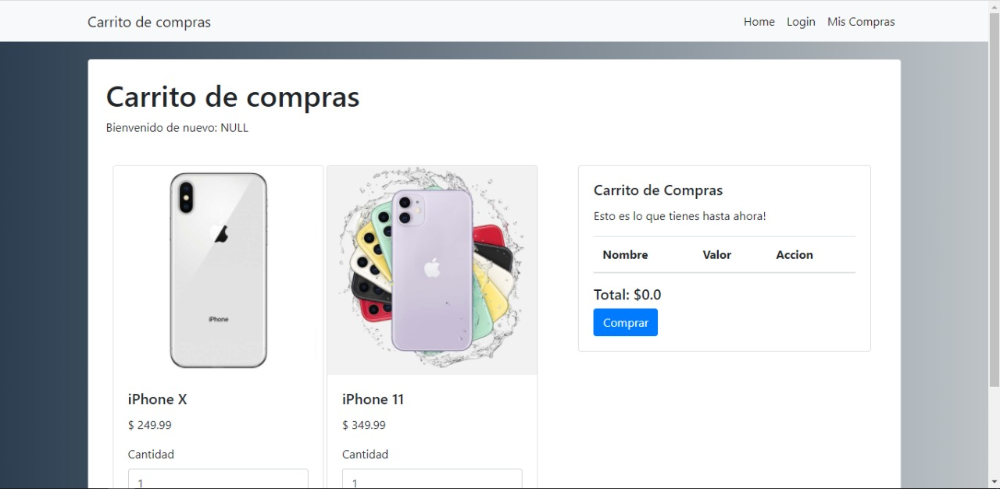 Carrito de compras
Home Login Mis Compras
Carrito de compras
Bienvenido de nuevo: NULL
iPhone
iPhone X
$ 249.99
Cantidad
1
iPhone 11
$ 349.99
Cantidad
1
Carrito de Compras
Esto es lo que tienes hasta ahora!
Nombre Valor Accion
Total: $0.0
Comprar